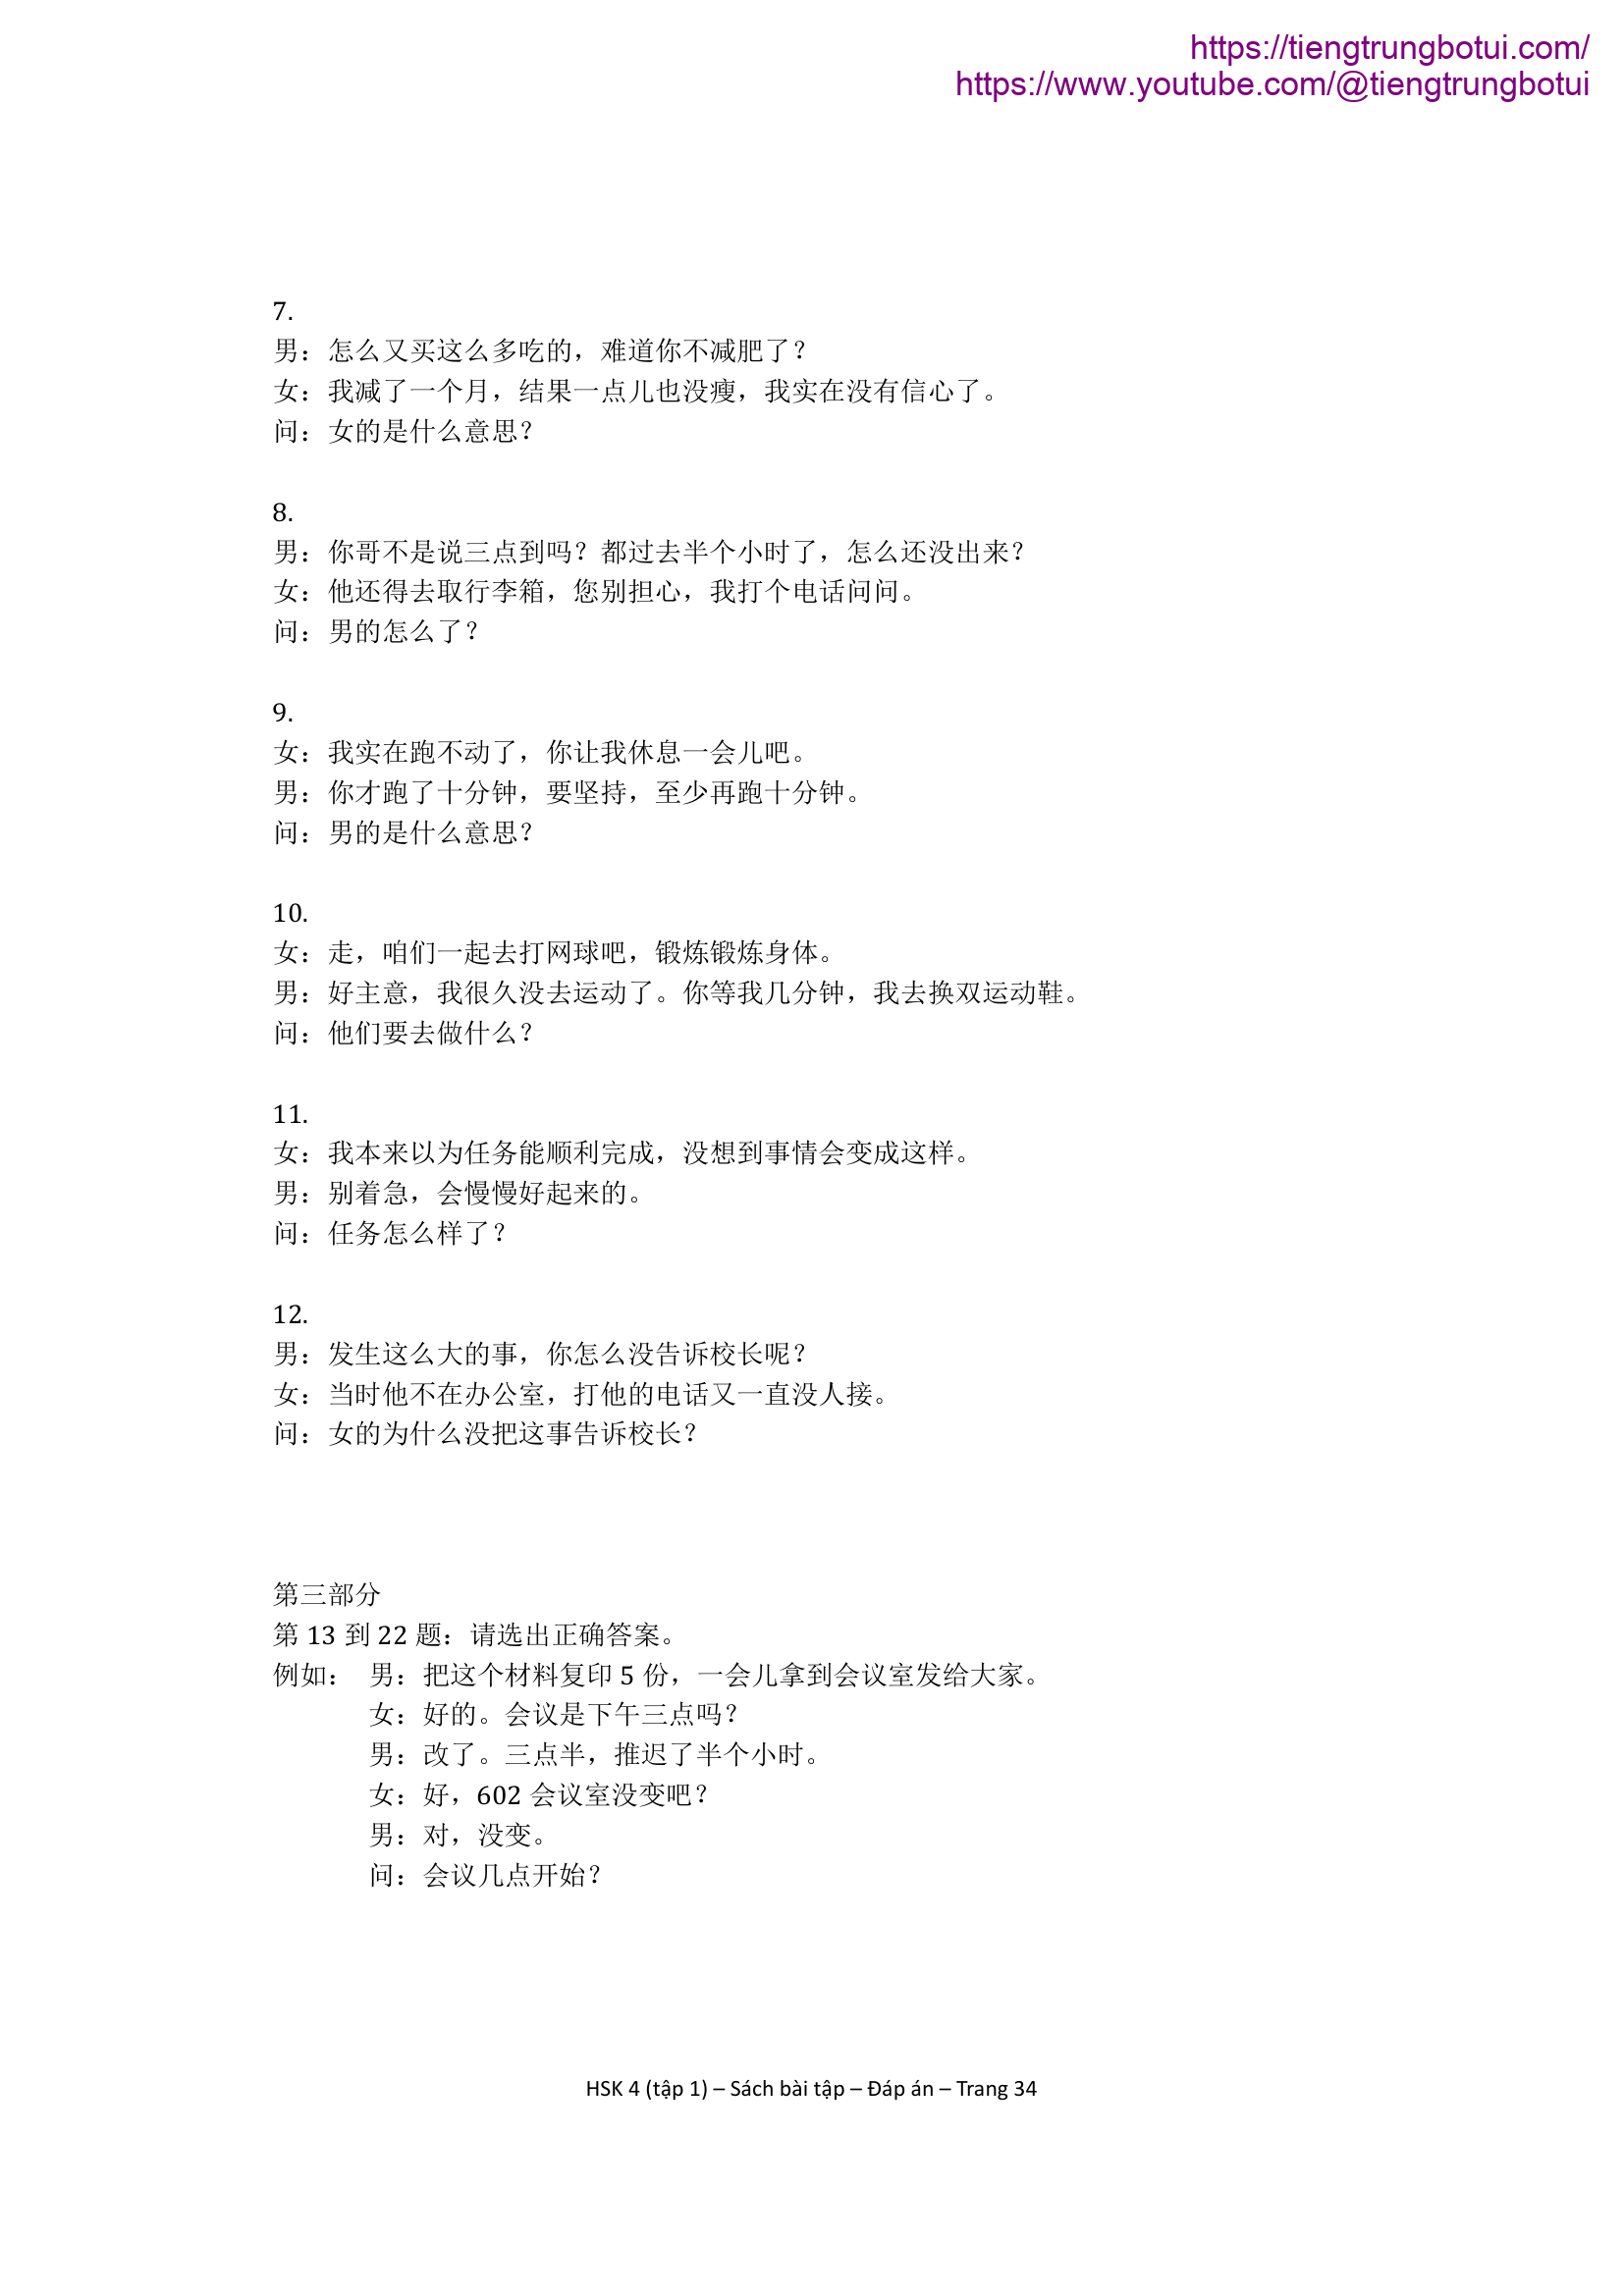 https://tiengtrungbotui.com/
https://www.youtube.com/@tiengtrungbotui
7.
男：怎么又买这么多吃的，难道你不减肥了？
女：我减了一个月，结果一点儿也没瘦，我实在没有信心了。
问：女的是什么意思？
8.
男：你哥不是说三点到吗？都过去半个小时了，怎么还没出来？
女：他还得去取行李箱，您别担心，我打个电话问问。
问：男的怎么了？
9.
女：我实在跑不动了，你让我休息一会儿吧。
男：你才跑了十分钟，要坚持，至少再跑十分钟。
问：男的是什么意思？
10.
女：走，咱们一起去打网球吧，锻炼锻炼身体。
男：好主意，我很久没去运动了。你等我几分钟，我去换双运动鞋。
问：他们要去做什么？
11.
女：我本来以为任务能顺利完成，没想到事情会变成这样。
男：别着急，会慢慢好起来的。
问：任务怎么样了？
12.
男：发生这么大的事，你怎么没告诉校长呢？
女：当时他不在办公室，打他的电话又一直没人接。
问：女的为什么没把这事告诉校长？
第三部分
第 13 到 22 题：请选出正确答案。
例如： 男：把这个材料复印 5 份，一会儿拿到会议室发给大家。
女：好的。会议是下午三点吗？
男：改了。三点半，推迟了半个小时。
女：好，602 会议室没变吧？
男：对，没变。
问：会议几点开始？
HSK 4 (tập 1) – Sách bài tập – Đáp án – Trang 34